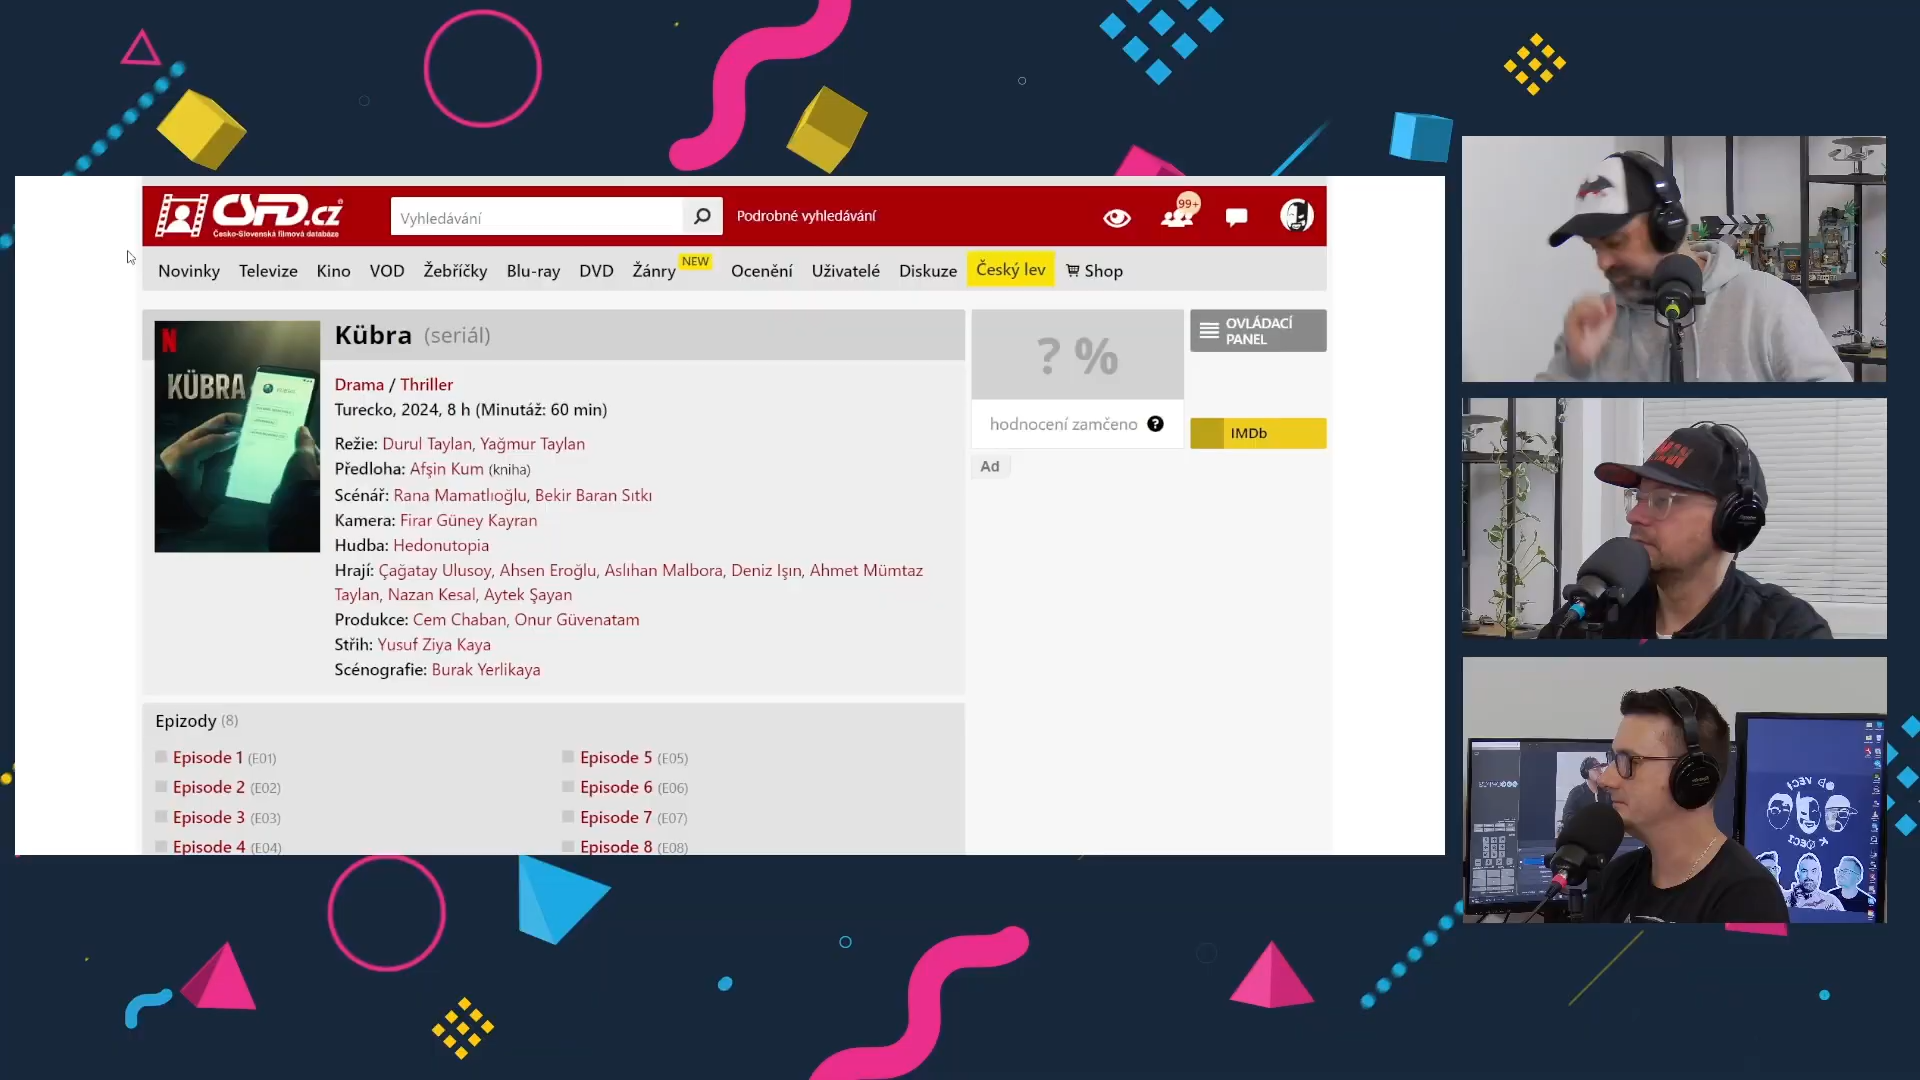 ČSFD.cz
Česko-Slovenská filmová databáze
Vyhledávání
Podrobné vyhledávání
99+
Novinky Televize Kino VOD Žebříčky Blu-ray DVD Žánry NEW Ocenění Uživatelé Diskuze Český lev Shop
N
KÜBRA
Kübra (seriál)
Drama / Thriller
Turecko, 2024, 8 h (Minutáž: 60 min)
Režie: Durul Taylan, Yağmur Taylan
Předloha: Afşin Kum (kniha)
Scénář: Rana Mamatlıoğlu, Bekir Baran Sıtkı
Kamera: Firar Güney Kayran
Hudba: Hedonutopia
Hrají: Çağatay Ulusoy, Ahsen Eroğlu, Aslıhan Malbora, Deniz Işın, Ahmet Mümtaz
Taylan, Nazan Kesal, Aytek Şayan
Produkce: Cem Chaban, Onur Güvenatam
Střih: Yusuf Ziya Kaya
Scénografie: Burak Yerlikaya
? %
hodnocení zamčeno ?
Ad
OVLÁDACÍ
PANEL
IMDb
Epizody (8)
Episode 1 (E01)
Episode 2 (E02)
Episode 3 (E03)
Episode 4 (E04)
Episode 5 (E05)
Episode 6 (E06)
Episode 7 (E07)
Episode 8 (E08)